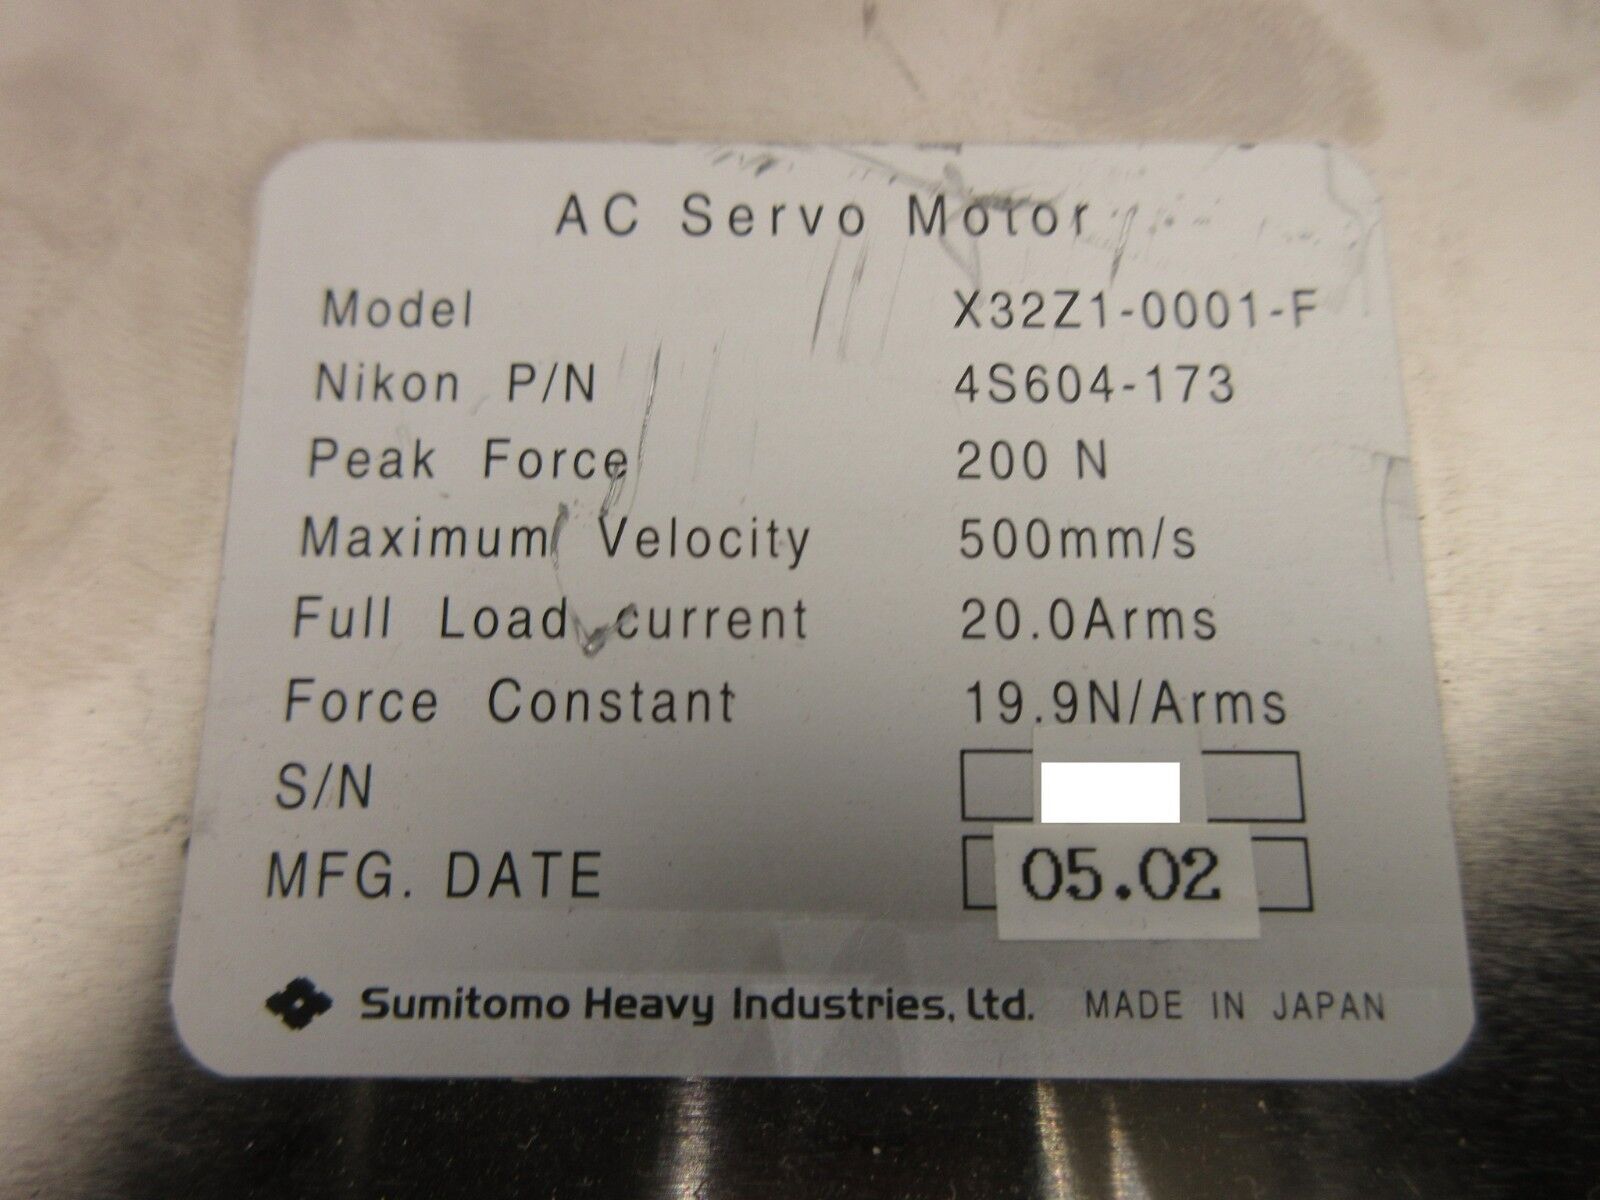 AC Servo Motor
Model X32Z1-0001-F
Nikon P/N 4S604-173
Peak Force 200 N
Maximum Velocity 500mm/s
Full Load current 20.0Arms
Force Constant 19.9N/Arms
S/N
MFG. DATE 05.02
Sumitomo Heavy Industries, Ltd. MADE IN JAPAN